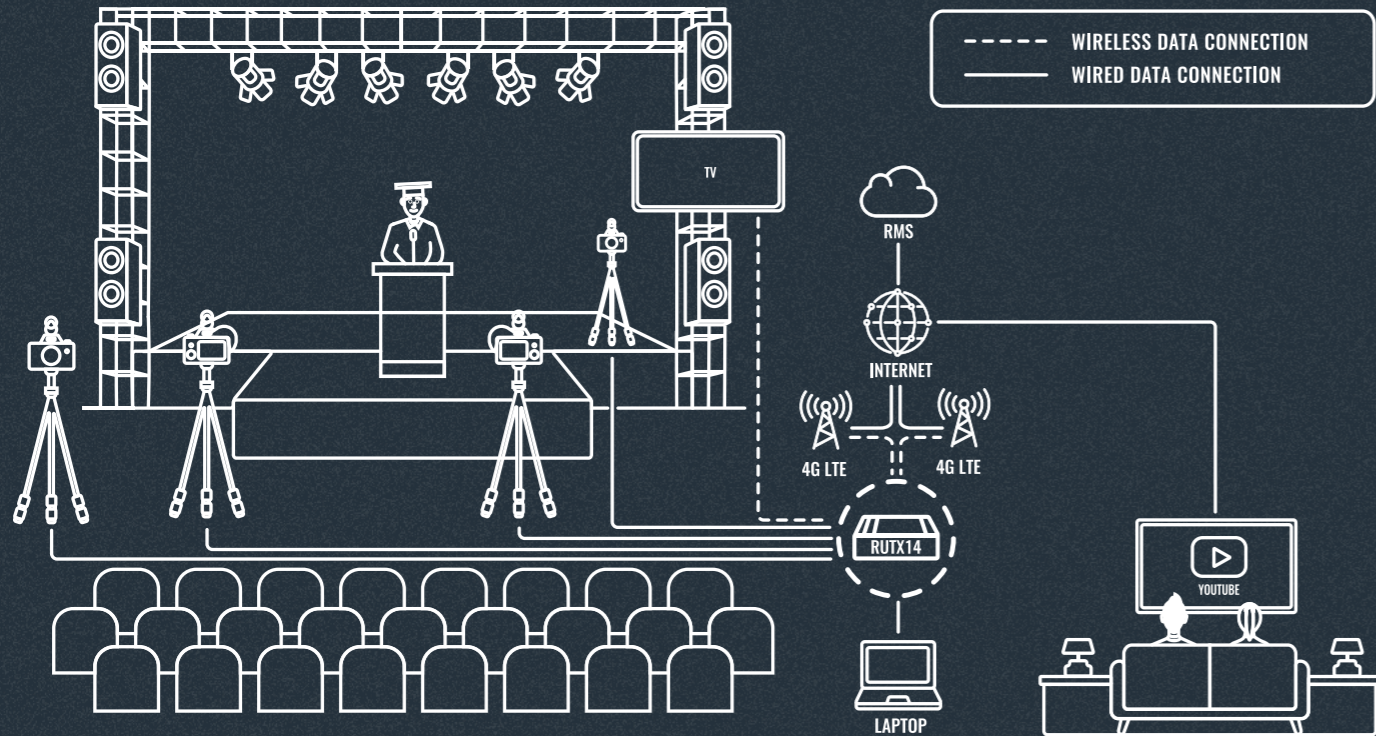 WIRELESS DATA CONNECTION
WIRED DATA CONNECTION
TV
RMS
INTERNET
4G LTE
4G LTE
RUTX14
YOUTUBE
LAPTOP